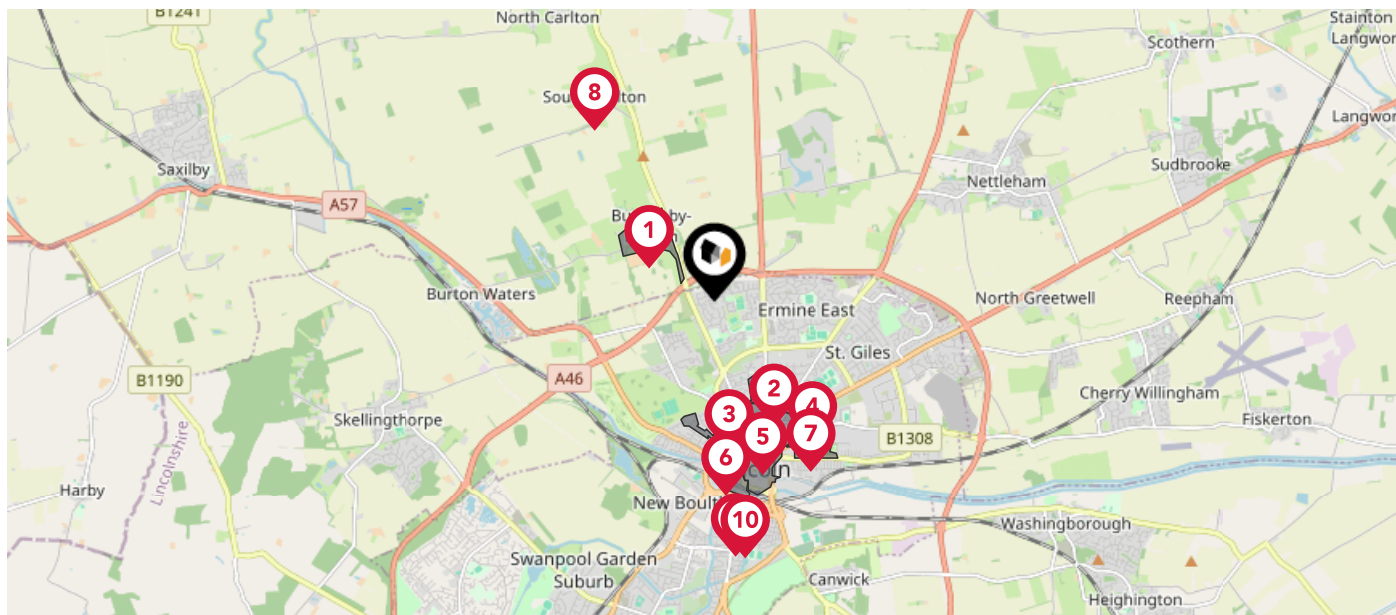 B1241
North Carlton
Stainton
Langwor
Scothern
8
Saxilby
Sudbrooke
Langwor
Nettleham
A57
1
Burton Waters
Ermine East
North Greetwell
Reepham
St. Giles
A46
B1190
2
Cherry Willingham
3
4
Skellingthorpe
Fiskerton
5
7
B1308
6
Lincolnshire
Harby
New Boult
10
Washingborough
Swanpool Garden
Suburb
Canwick
Heighington